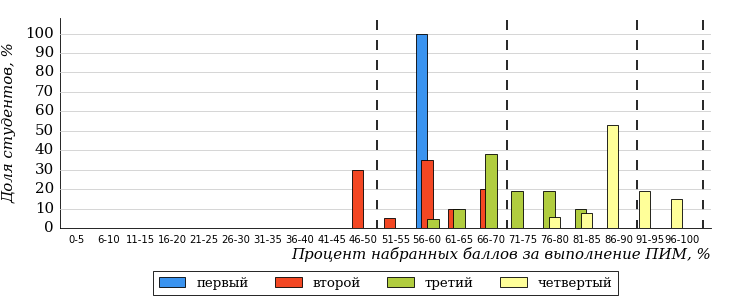 Доля студентов, %
100
90
80
70
60
50
40
30
20
10
0
0-5 6-10 11-15 16-20 21-25 26-30 31-35 36-40 41-45 46-50 51-55 56-60 61-65 66-70 71-75 76-80 81-85 86-90 91-95 96-100
Процент набранных баллов за выполнение ПИМ, %
первый второй третий четвертый